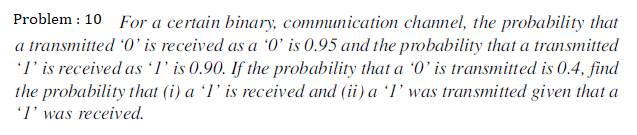 Problem : 10 For a certain binary, communication channel, the probability that
a transmitted ‘0’ is received as a ‘0’ is 0.95 and the probability that a transmitted
‘1’ is received as ‘1’ is 0.90. If the probability that a ‘0’ is transmitted is 0.4, find
the probability that (i) a ‘1’ is received and (ii) a ‘1’ was transmitted given that a
‘1’ was received.